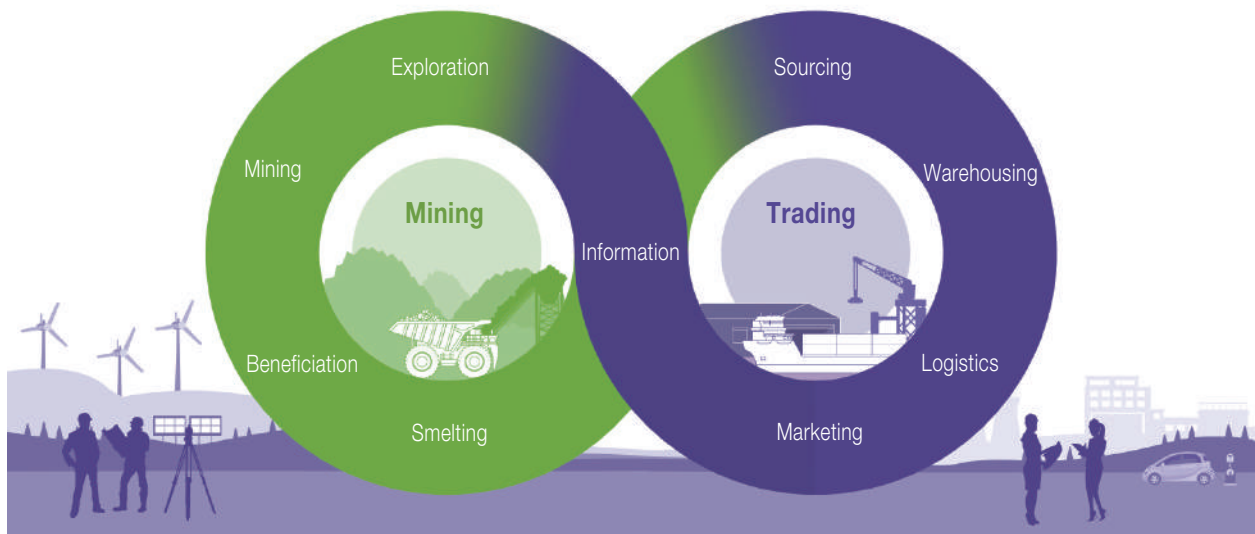 Exploration
Sourcing
Mining
Warehousing
Mining
Trading
Information
Beneficiation
Logistics
Smelting
Marketing